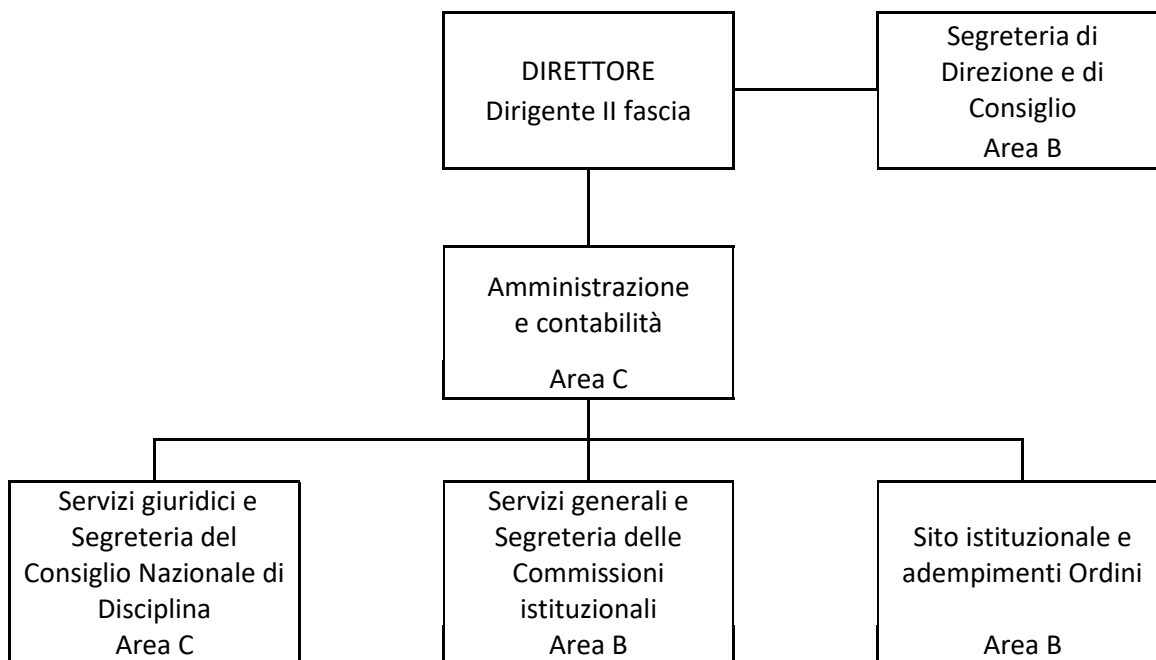 DIRETTORE
Dirigente II fascia
Segreteria di
Direzione e di
Consiglio
Area B
Amministrazione
e contabilità
Area C
Servizi giuridici e
Segreteria del
Consiglio Nazionale di
Disciplina
Area C
Servizi generali e
Segreteria delle
Commissioni
istituzionali
Area B
Sito istituzionale e
adempimenti Ordini
Area B